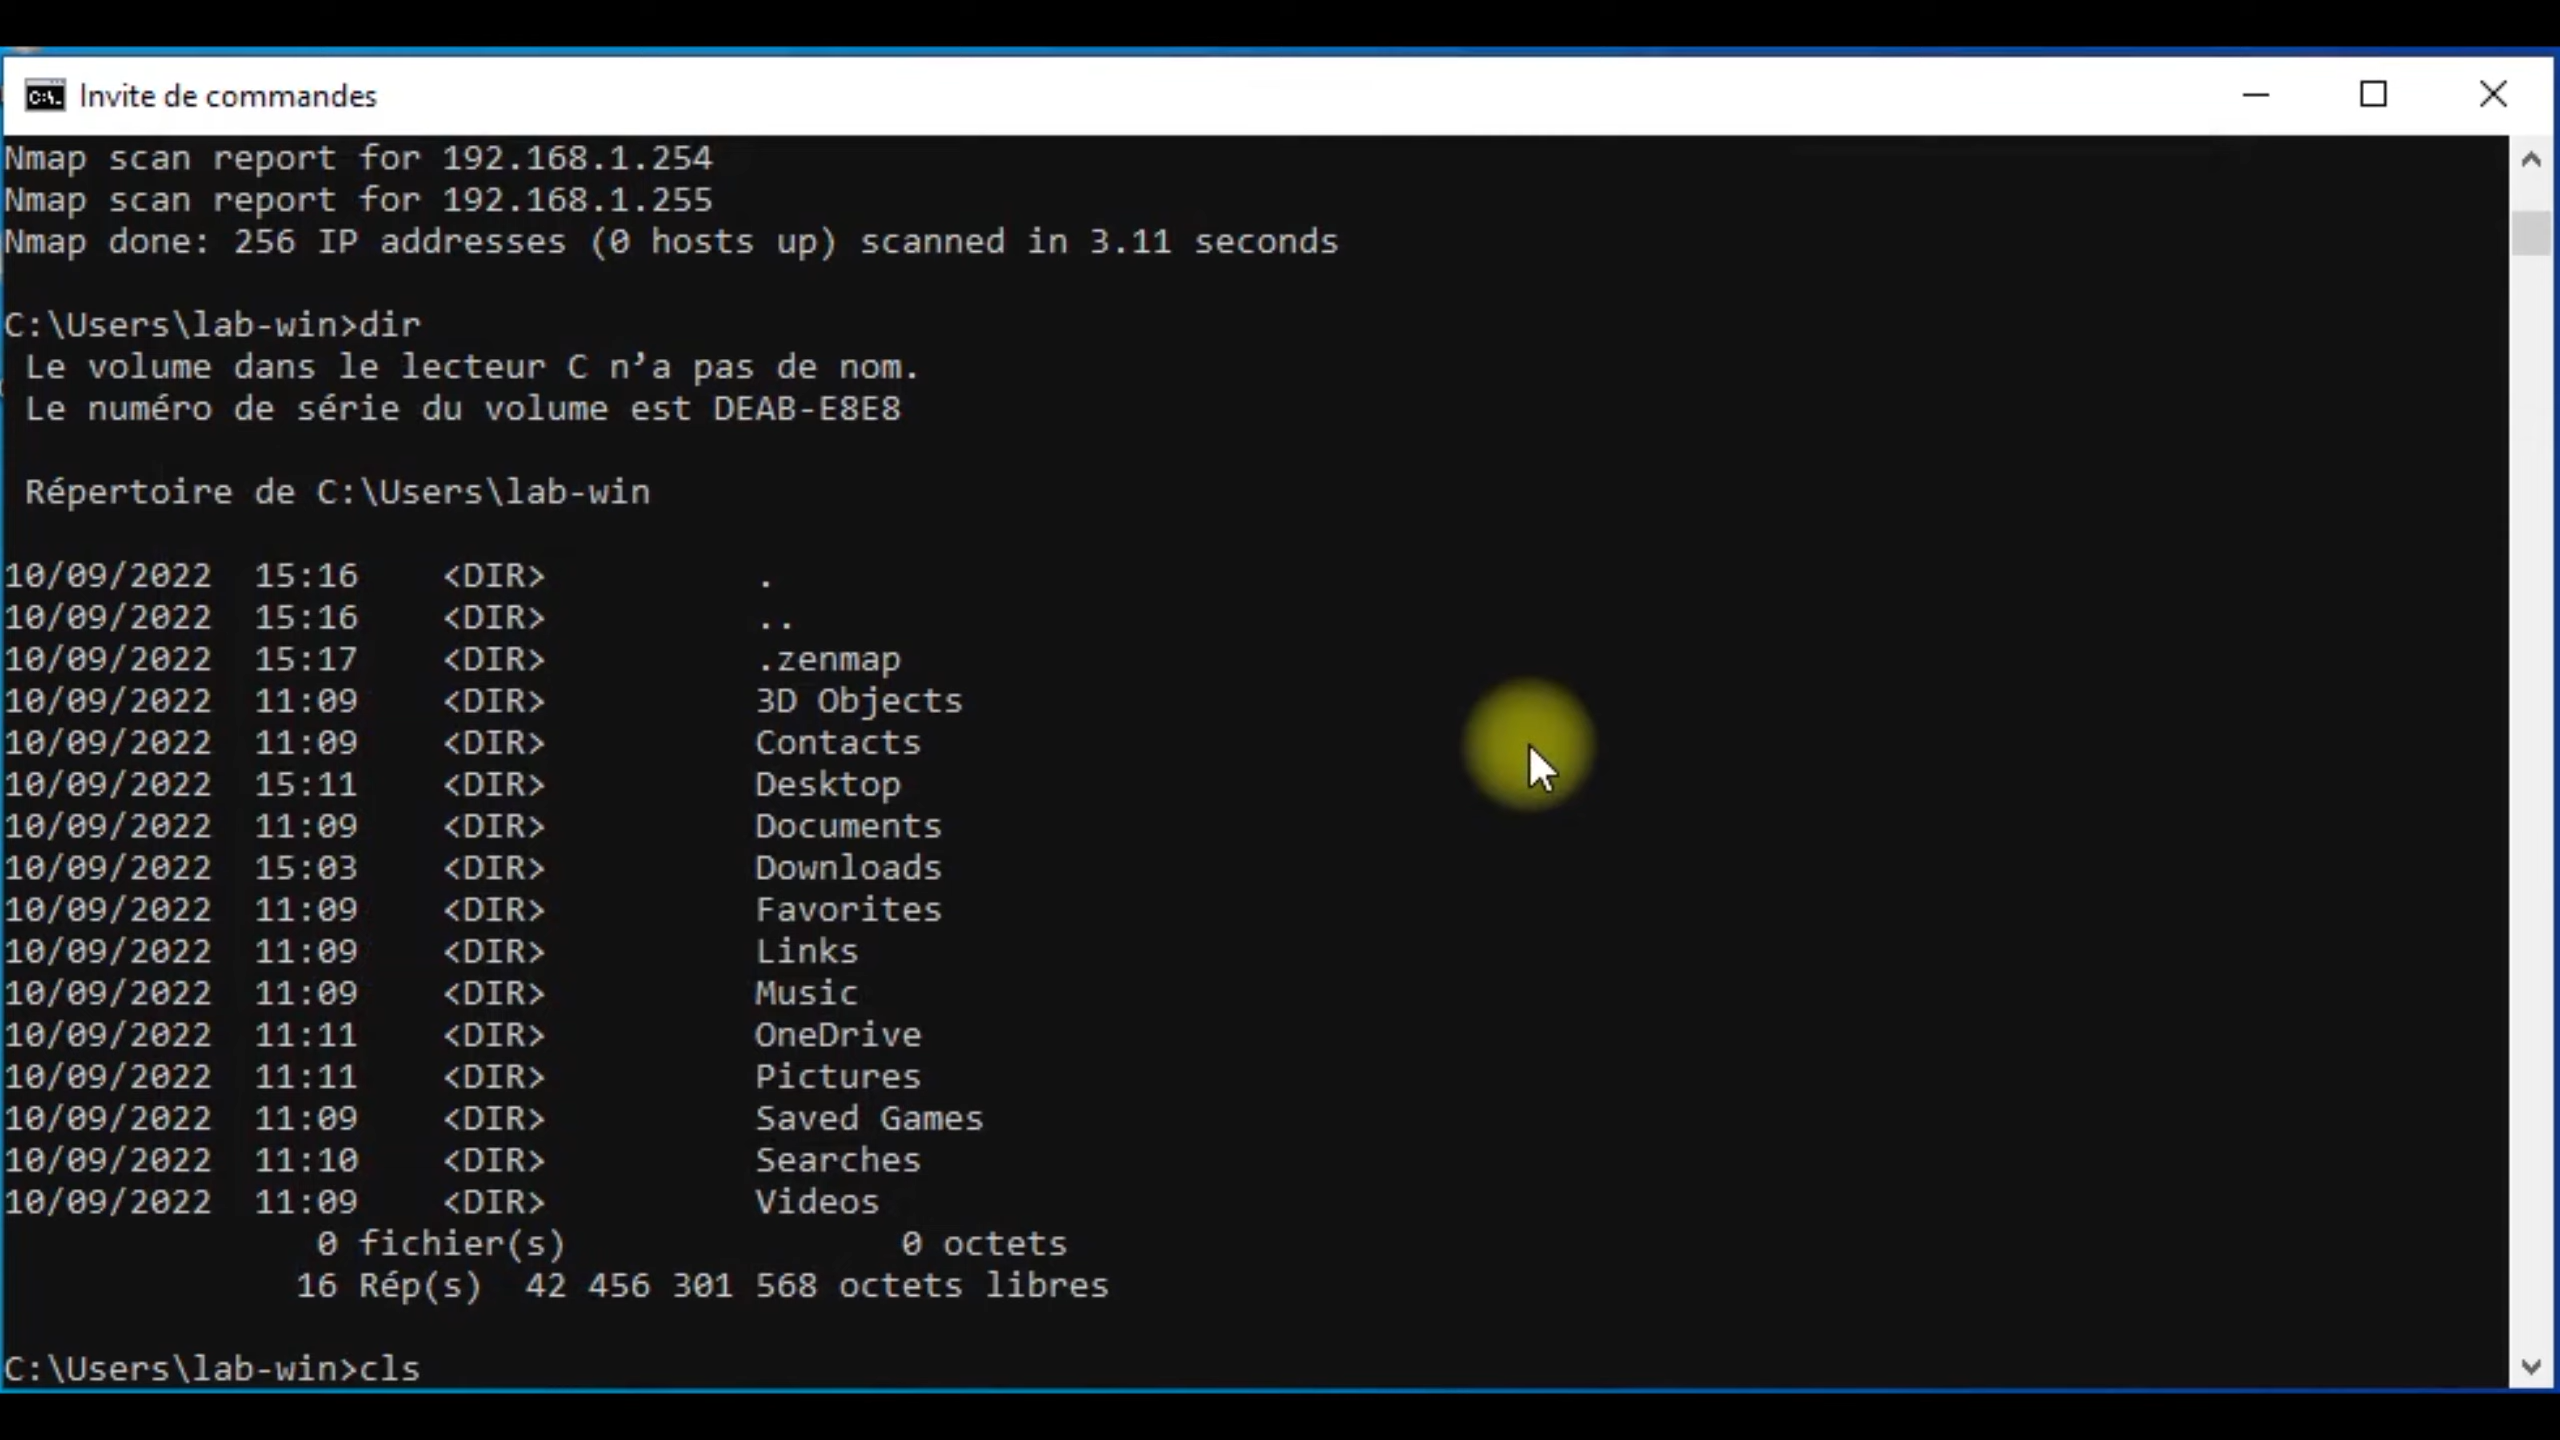 Invite de commandes
Nmap scan report for 192.168.1.254
Nmap scan report for 192.168.1.255
Nmap done: 256 IP addresses (0 hosts up) scanned in 3.11 seconds
C:\Users\lab-win>dir
Le volume dans le lecteur C n’a pas de nom.
Le numéro de série du volume est DEAB-E8E8
Répertoire de C:\Users\lab-win
10/09/2022  15:16    <DIR>          .
10/09/2022  15:16    <DIR>          ..
10/09/2022  15:17    <DIR>          .zenmap
10/09/2022  11:09    <DIR>          3D Objects
10/09/2022  11:09    <DIR>          Contacts
10/09/2022  15:11    <DIR>          Desktop
10/09/2022  11:09    <DIR>          Documents
10/09/2022  15:03    <DIR>          Downloads
10/09/2022  11:09    <DIR>          Favorites
10/09/2022  11:09    <DIR>          Links
10/09/2022  11:09    <DIR>          Music
10/09/2022  11:11    <DIR>          OneDrive
10/09/2022  11:11    <DIR>          Pictures
10/09/2022  11:09    <DIR>          Saved Games
10/09/2022  11:10    <DIR>          Searches
10/09/2022  11:09    <DIR>          Videos
0 fichier(s)                0 octets
16 Rép(s)  42 456 301 568 octets libres
C:\Users\lab-win>cls